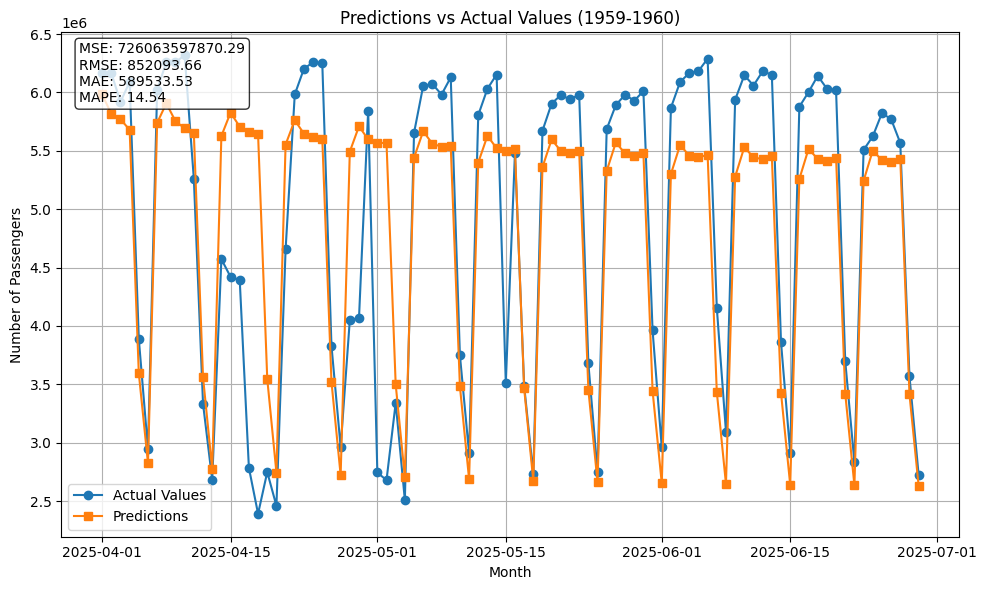 Predictions vs Actual Values (1959-1960)
1e6
MSE: 726063597870.29
RMSE: 852093.66
MAE: 589533.53
MAPE: 14.54
6.5
6.0
5.5
5.0
4.5
4.0
3.5
3.0
2.5
Number of Passengers
Actual Values
Predictions
2025-04-01
2025-04-15
2025-05-01
2025-05-15
2025-06-01
2025-06-15
2025-07-01
Month